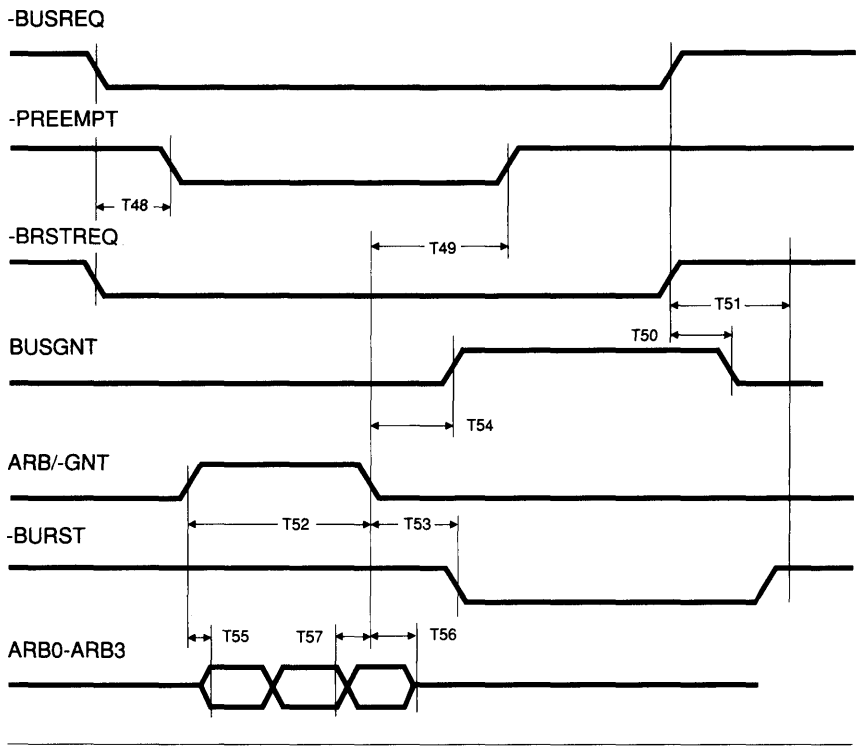 -BUSREQ
-PREEMPT
T48
T49
-BRSTREQ
T51
T50
BUSGNT
T54
ARB/-GNT
T52
T53
-BURST
T55
T57
T56
ARB0-ARB3